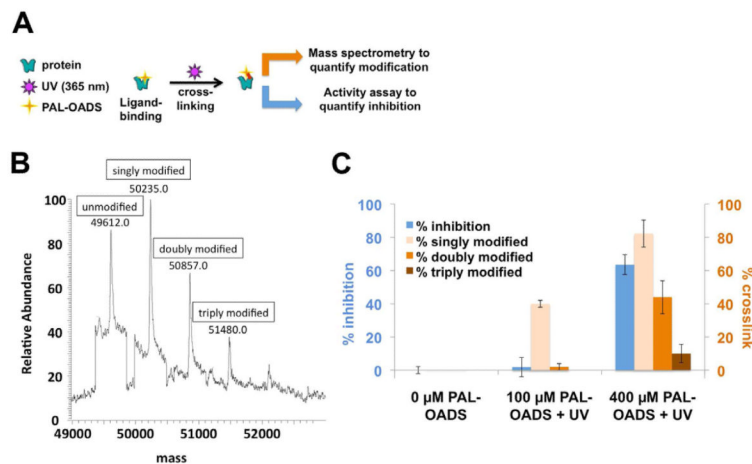 A
protein
UV (365 nm)
PAL-OADS
Ligand-
binding
cross-
linking
Mass spectrometry to
quantify modification
Activity assay to
quantify inhibition
B
singly modified
50235.0
unmodified
49612.0
doubly modified
50857.0
triply modified
51480.0
Relative Abundance
100
80
60
40
20
0
49000 50000 51000 52000
mass
C
% inhibition
% singly modified
% doubly modified
% triply modified
% inhibition
100
80
60
40
20
0
% crosslink
100
80
60
40
20
0
0 µM PAL-
OADS
100 µM PAL-
OADS + UV
400 µM PAL-
OADS + UV